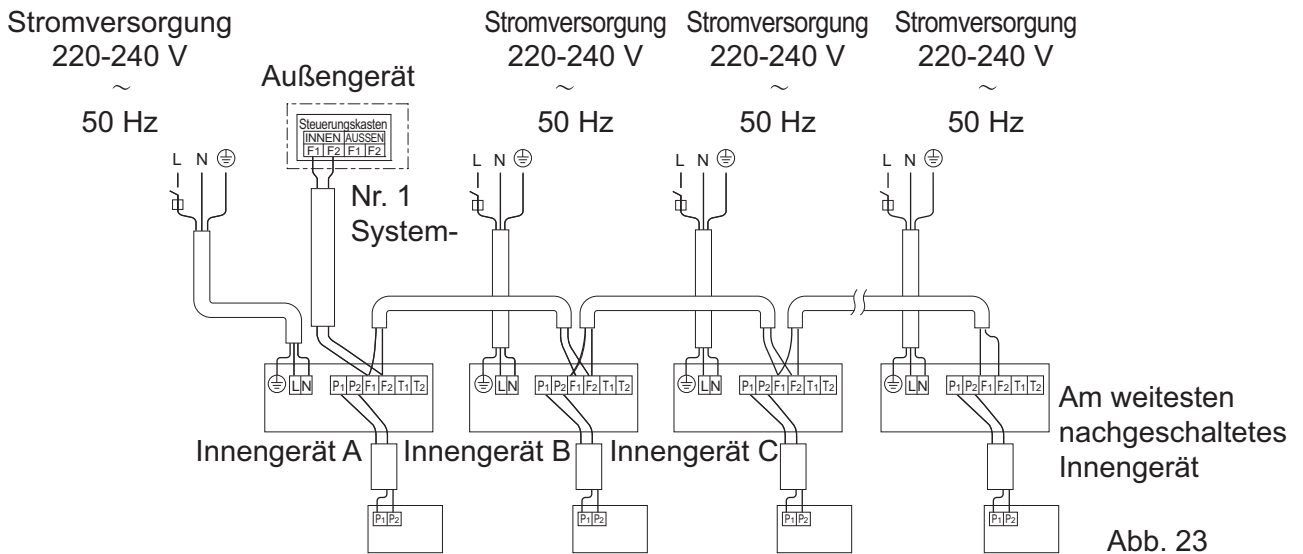 Stromversorgung
220-240 V
~
50 Hz
Außengerät
Steuerungskasten
INNEN AUSSEN
F1 F2 F1 F2
Nr. 1
System-
Stromversorgung
220-240 V
~
50 Hz
Stromversorgung
220-240 V
~
50 Hz
Stromversorgung
220-240 V
~
50 Hz
L N
L N
L N
L N
L N
P1 P2 F1 F2 T1 T2
L N
P1 P2 F1 F2 T1 T2
L N
P1 P2 F1 F2 T1 T2
L N
P1 P2 F1 F2 T1 T2
Innengerät A
Innengerät B
Innengerät C
Am weitesten
nachgeschaltetes
Innengerät
P1 P2
P1 P2
P1 P2
P1 P2
Abb. 23